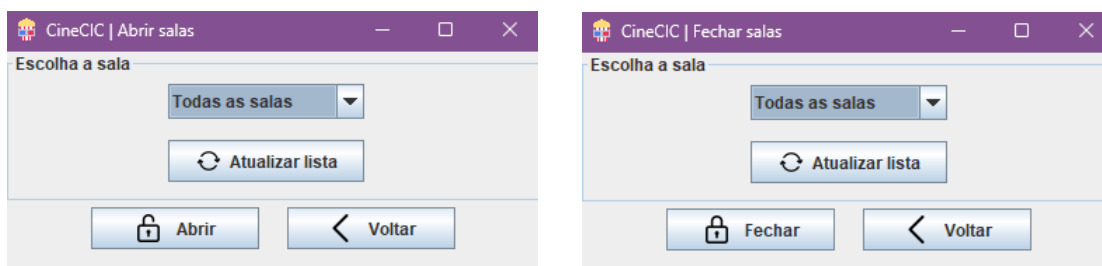 CineCIC | Abrir salas
Escolha a sala
Todas as salas
Atualizar lista
Abrir
Voltar
CineCIC | Fechar salas
Escolha a sala
Todas as salas
Atualizar lista
Fechar
Voltar